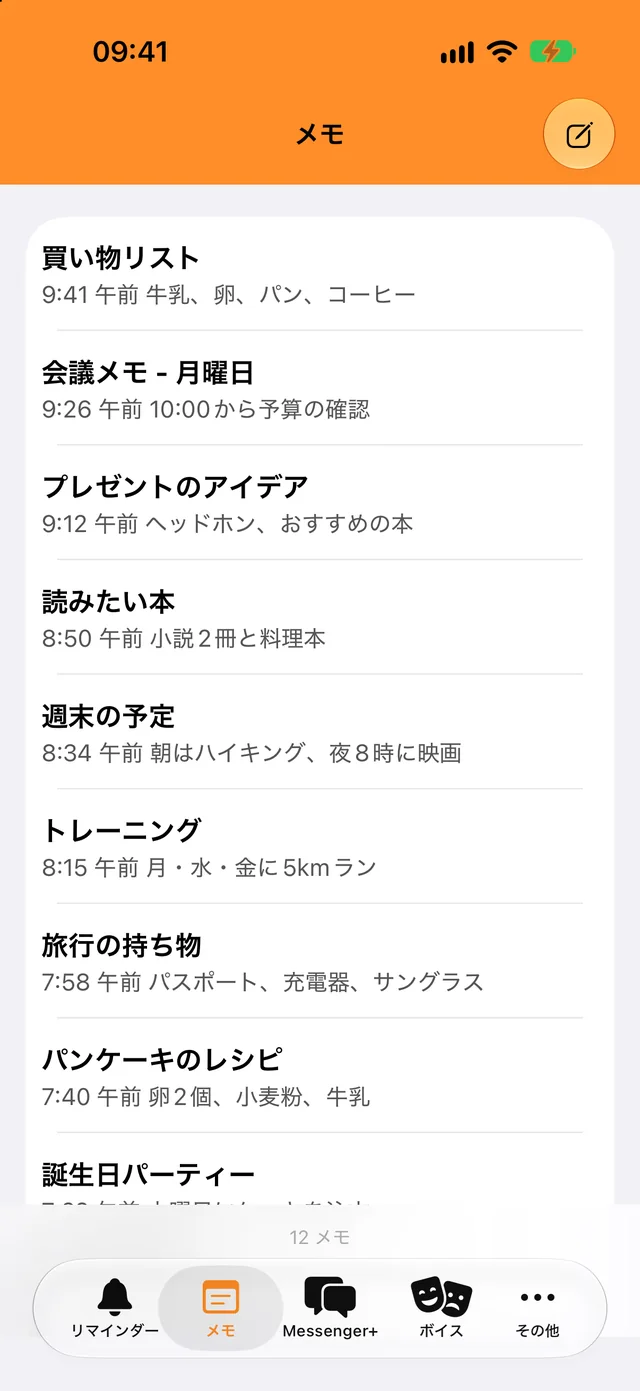 09:41
メモ
買い物リスト
9:41 午前 牛乳、卵、パン、コーヒー
会議メモ - 月曜日
9:26 午前 10:00から予算の確認
プレゼントのアイデア
9:12 午前 ヘッドホン、おすすめの本
読みたい本
8:50 午前 小説2冊と料理本
週末の予定
8:34 午前 朝はハイキング、夜8時に映画
トレーニング
8:15 午前 月・水・金に5kmラン
旅行の持ち物
7:58 午前 パスポート、充電器、サングラス
パンケーキのレシピ
7:40 午前 卵2個、小麦粉、牛乳
誕生日パーティー
12 メモ
リマインダー
メモ
Messenger+
ボイス
その他